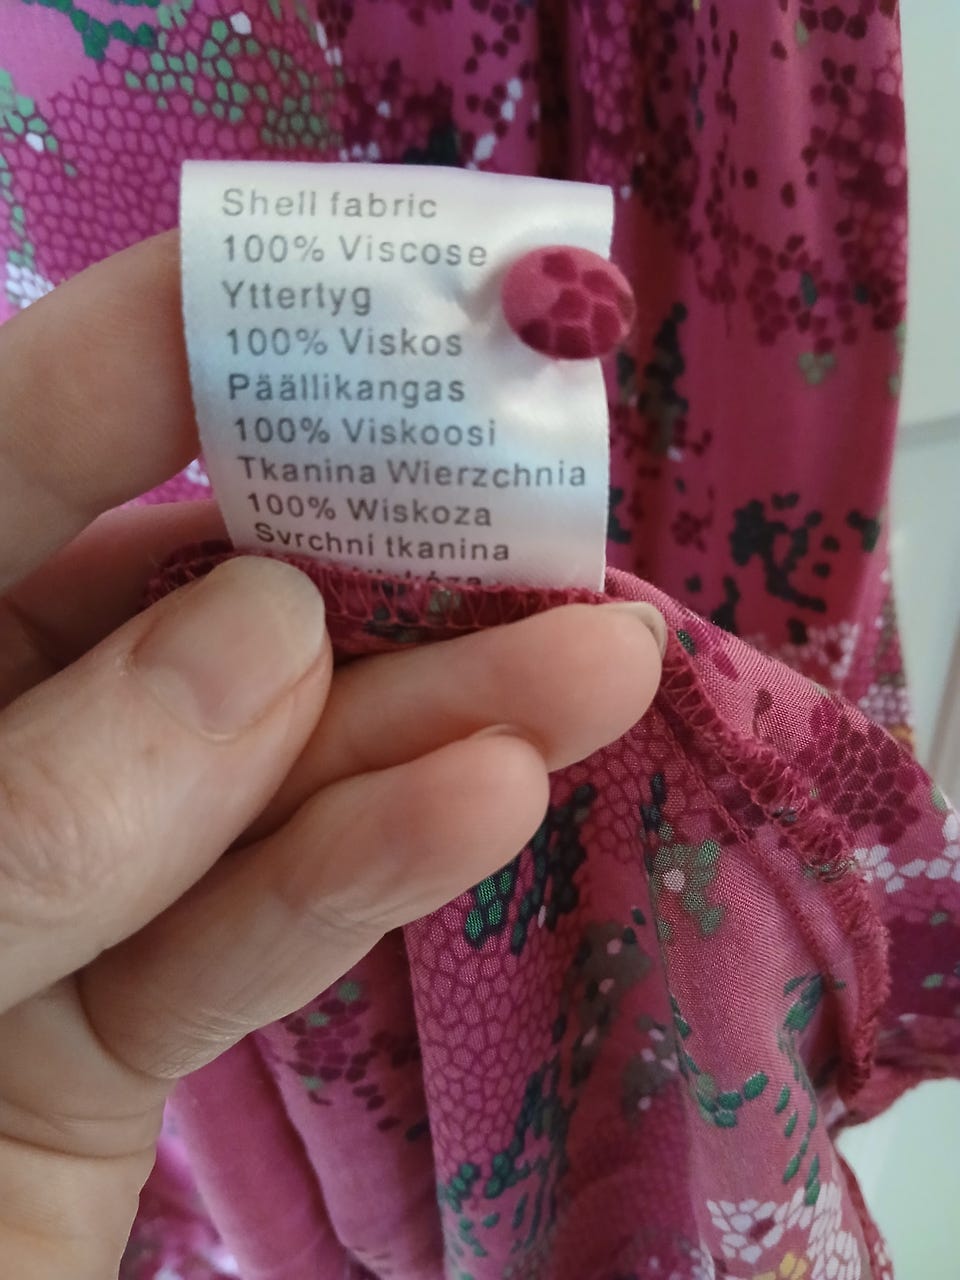 Shell fabric
100% Viscose
Yttertyg
100% Viskos
Päällikangas
100% Viskoosi
Tkanina Wierzchnia
100% Wiskoza
Svrchní tkanina